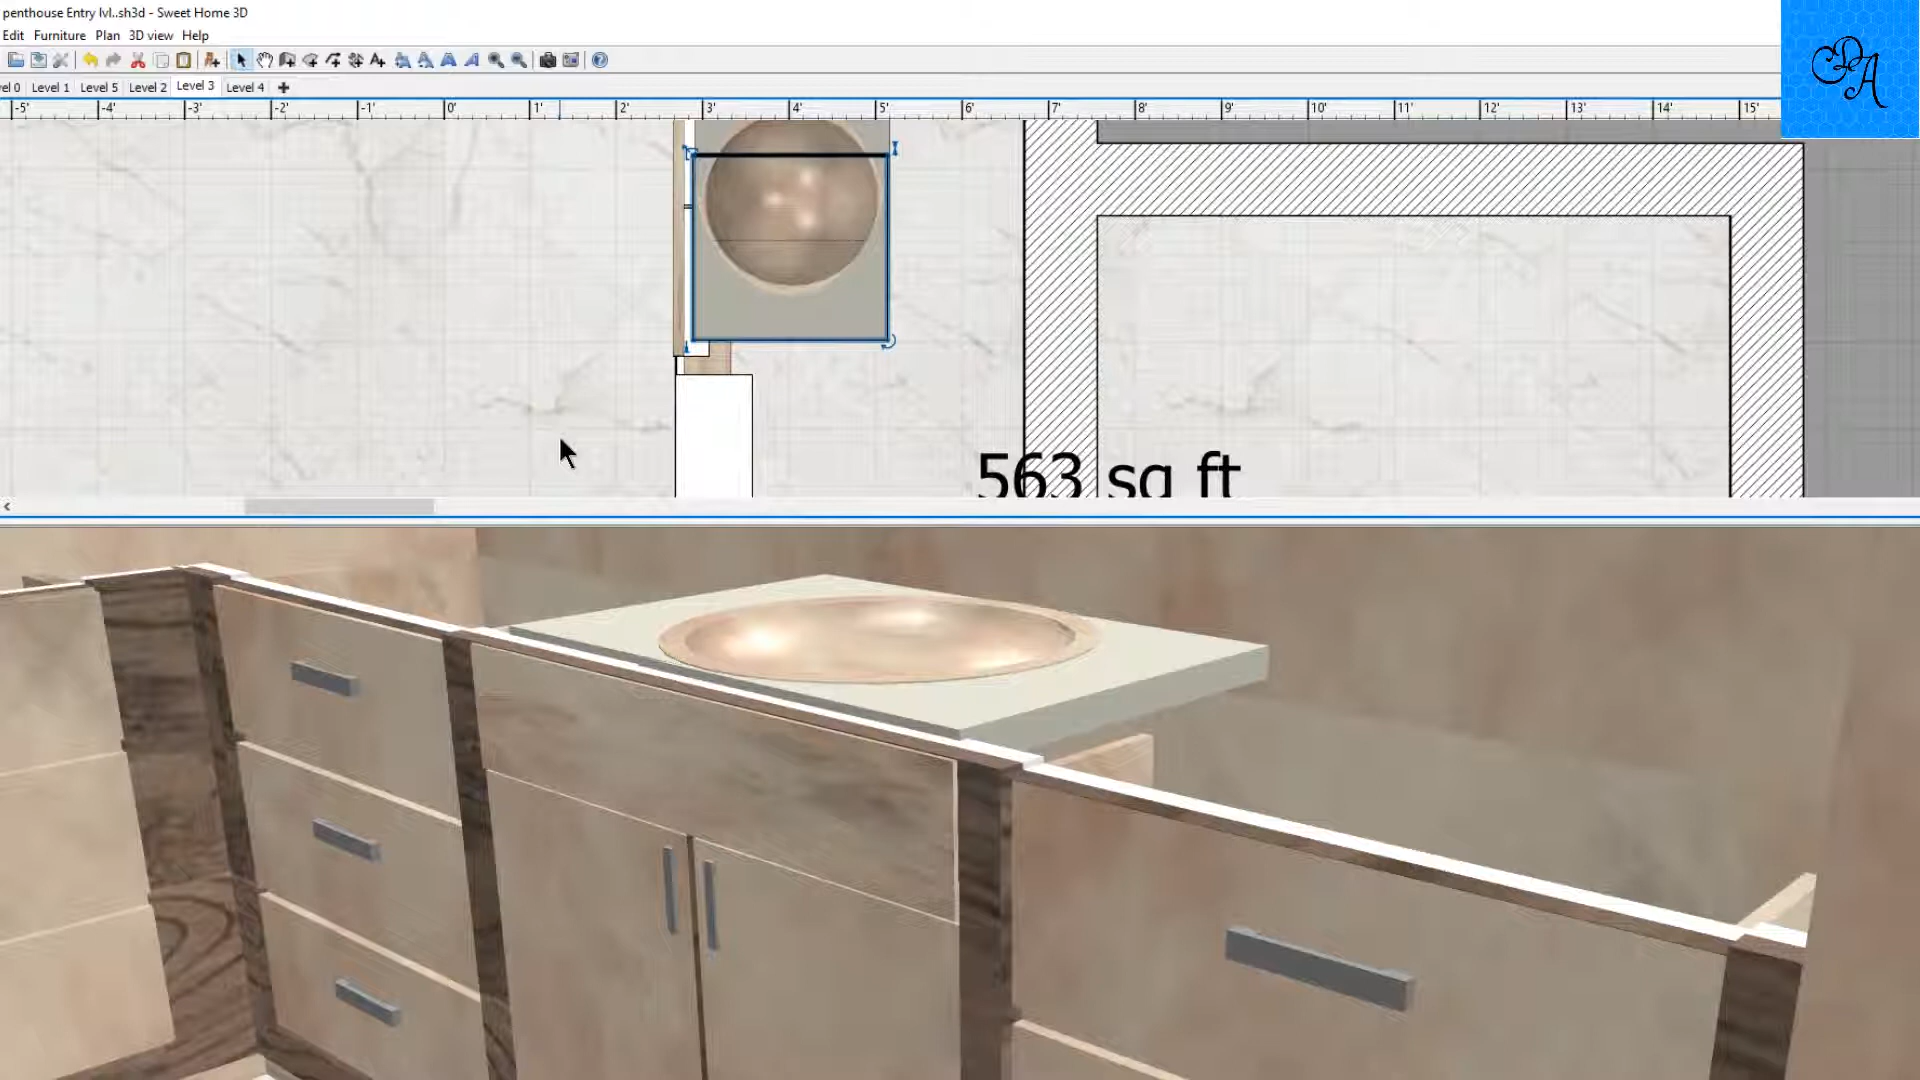 penthouse Entry lvl..sh3d - Sweet Home 3D
Edit Furniture Plan 3D view Help
el 0 Level 1 Level 5 Level 2 Level 3 Level 4
-5' -4' -3' -2' -1' 0' 1' 2' 3' 4' 5' 6' 7' 8' 9' 10' 11' 12' 13' 14' 15'
563 sq ft